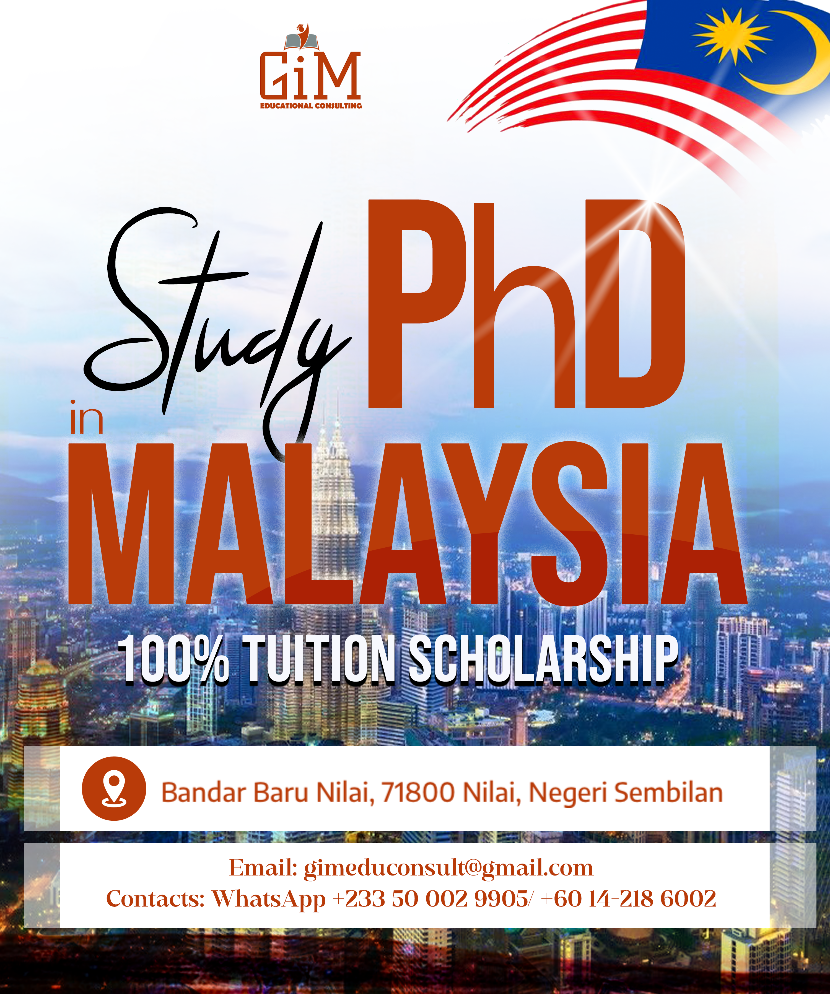 GiM
EDUCATIONAL CONSULTING
Study PhD
in
MALAYSIA
100% TUITION SCHOLARSHIP
Bandar Baru Nilai, 71800 Nilai, Negeri Sembilan
Email: gimeduconsult@gmail.com
Contacts: WhatsApp +233 50 002 9905/ +60 14-218 6002